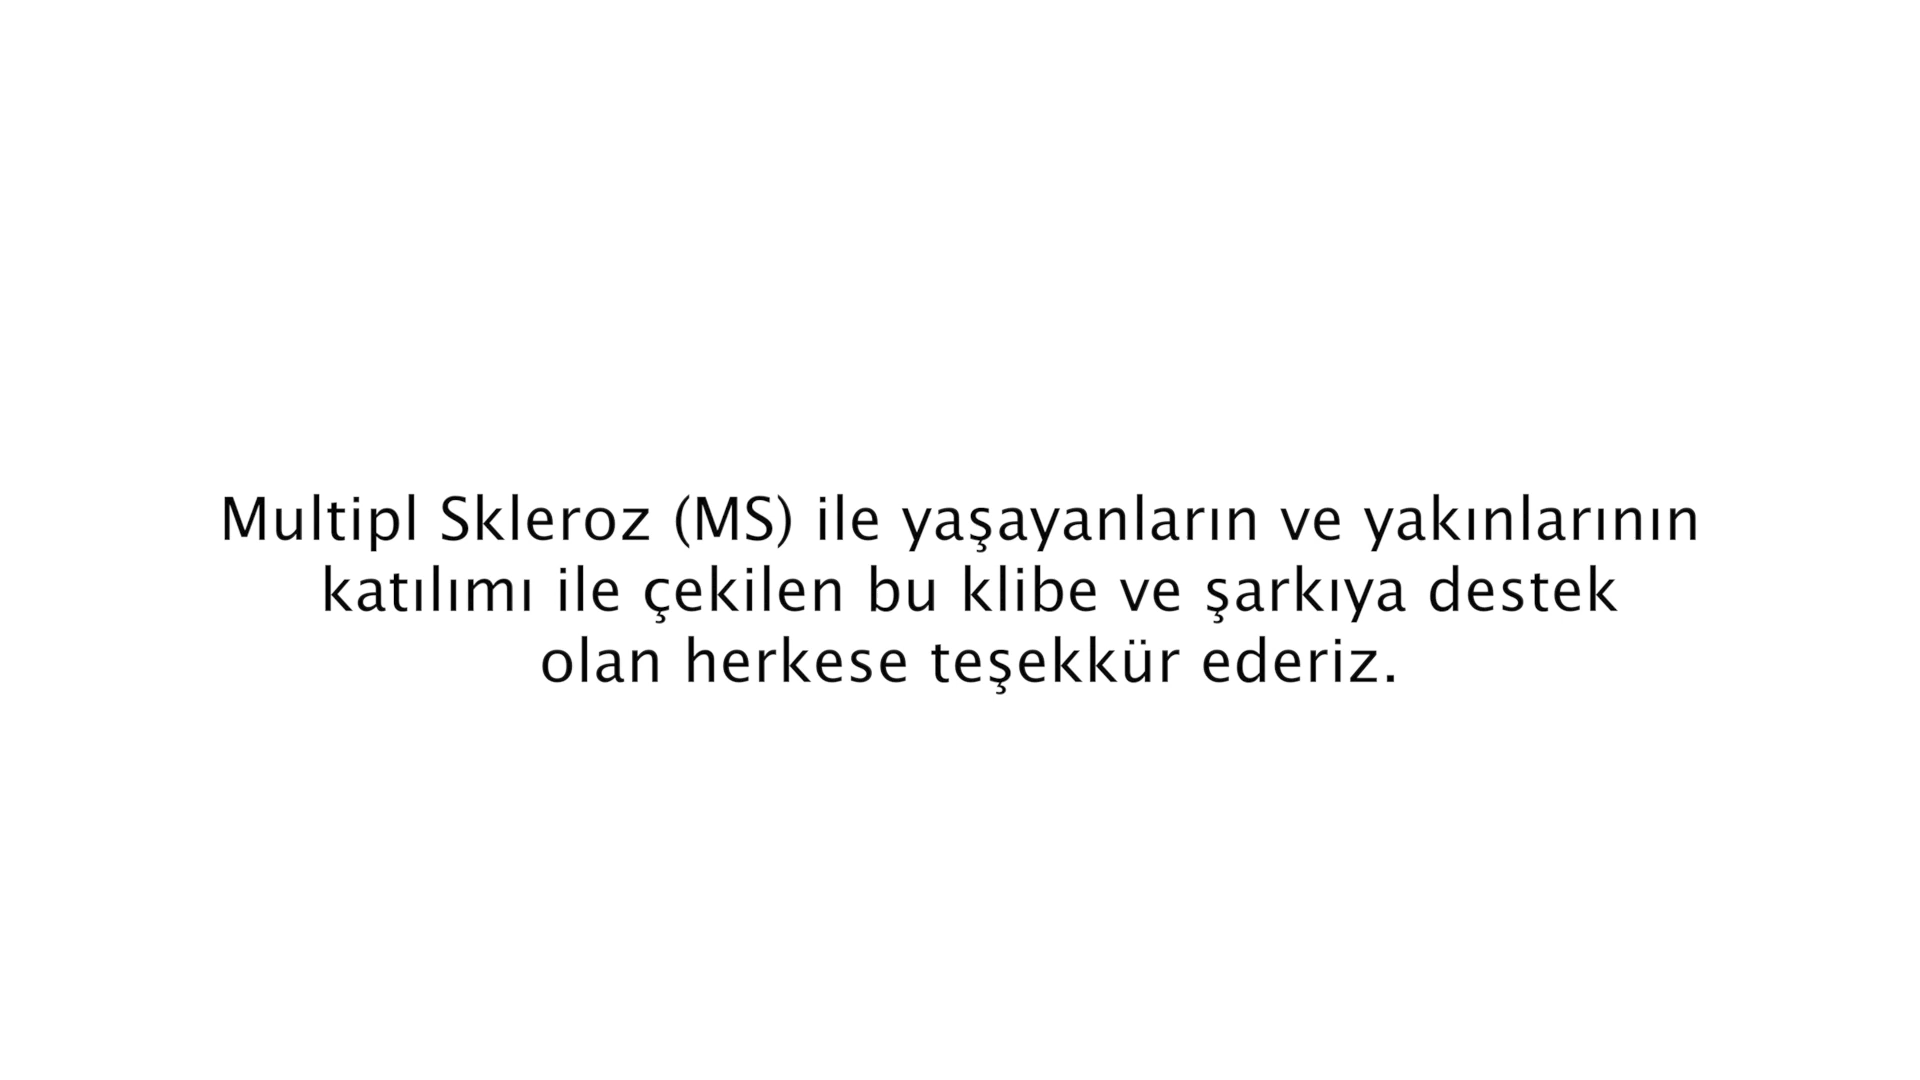 Multipl Skleroz (MS) ile yaşayanların ve yakınlarının
katılımı ile çekilen bu klibe ve şarkıya destek
olan herkese teşekkür ederiz.